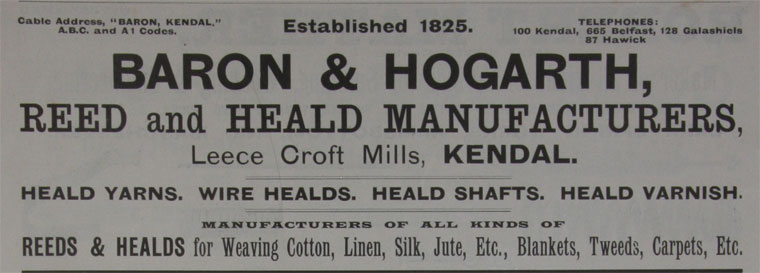 Cable Address, "BARON, KENDAL."
A.B.C. and A1 Codes.
Established 1825.
TELEPHONES:
100 Kendal, 665 Belfast, 128 Galashiels
87 Hawick
BARON & HOGARTH,
REED and HEALD MANUFACTURERS,
Leece Croft Mills, KENDAL.
HEALD YARNS. WIRE HEALDS. HEALD SHAFTS. HEALD VARNISH.
MANUFACTURERS OF ALL KINDS OF
REEDS & HEALDS for Weaving Cotton, Linen, Silk, Jute, Etc., Blankets, Tweeds, Carpets, Etc.